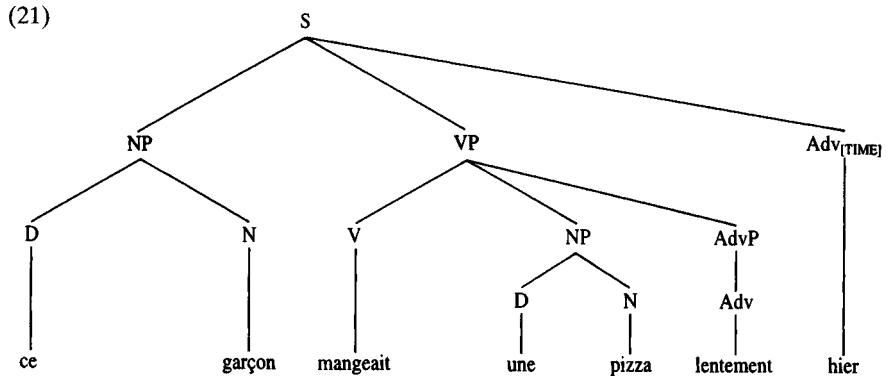 (21)
S
NP VP Adv[TIME]
D N V NP AdvP
D N Adv
ce garçon mangeait une pizza lentement hier